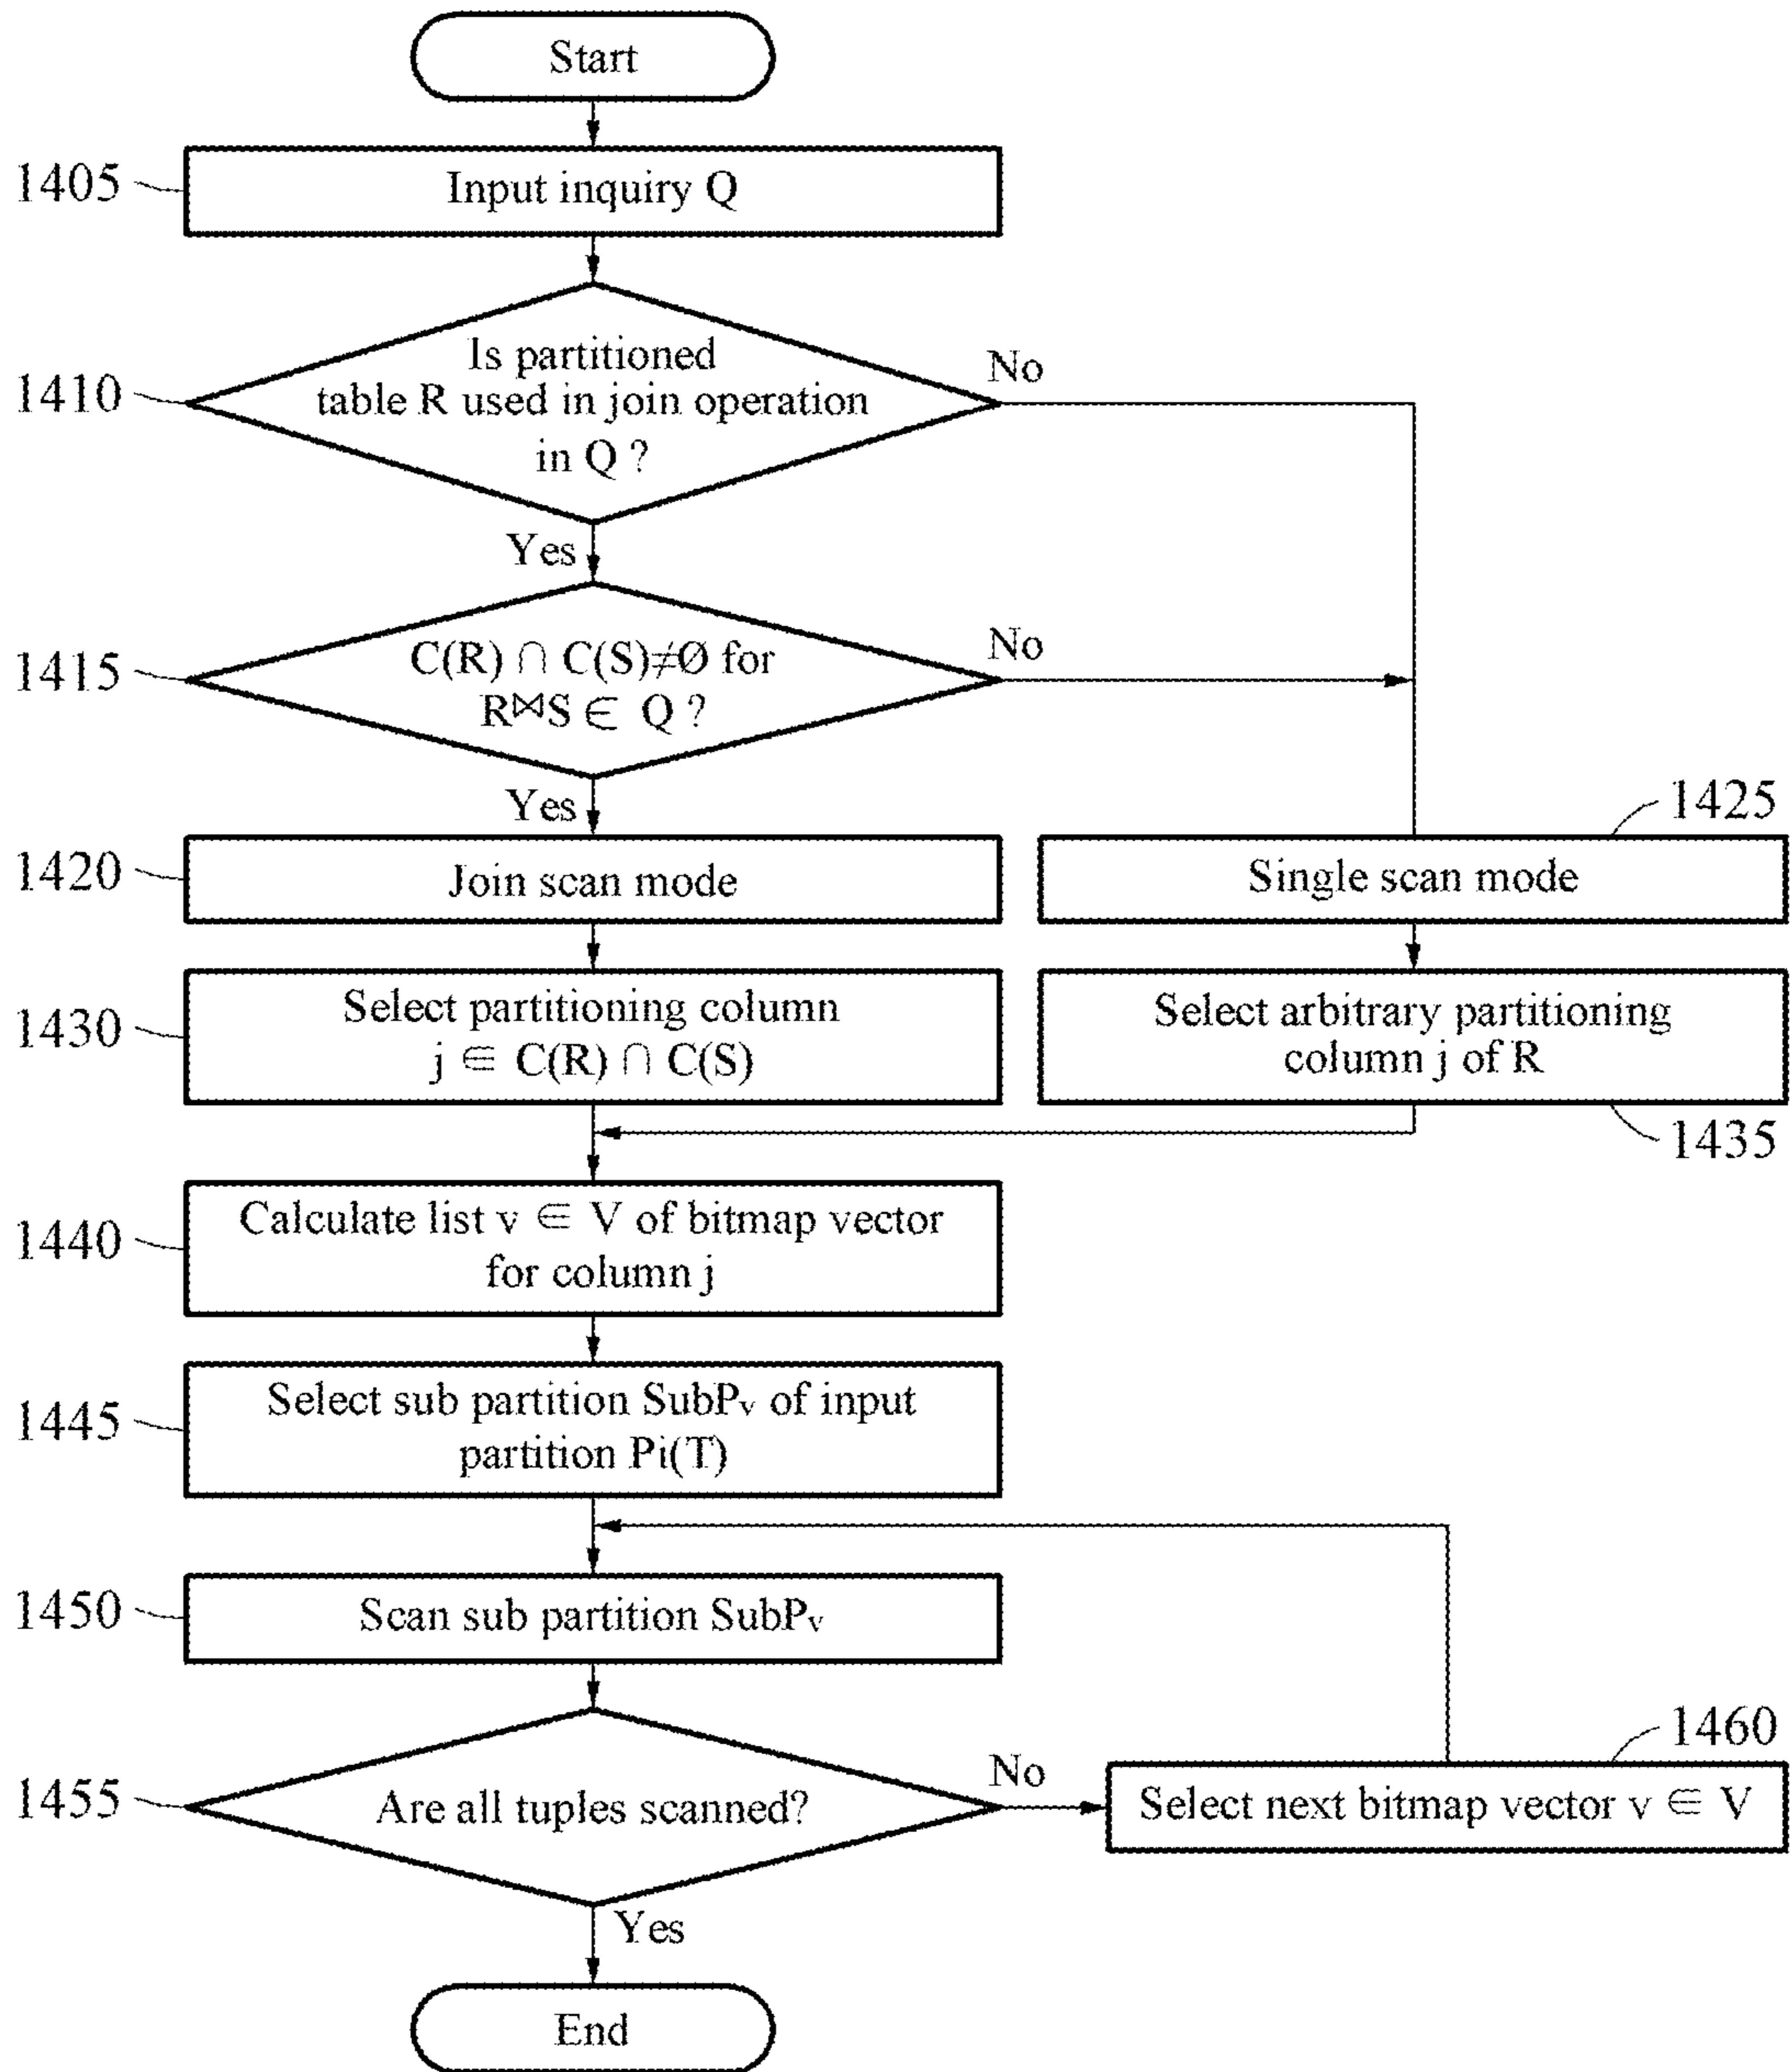 Start
1405
Input inquiry Q
1410
Is partitioned
table R used in join operation
in Q ?
No
Yes
1415
C(R) ∩ C(S)≠Ø for
R⋈S ∈ Q ?
No
Yes
1425
1420
Join scan mode
Single scan mode
1430
Select partitioning column
j ∈ C(R) ∩ C(S)
Select arbitrary partitioning
column j of R
1435
1440
Calculate list v ∈ V of bitmap vector
for column j
1445
Select sub partition SubPv of input
partition Pi(T)
1450
Scan sub partition SubPv
1460
1455
Are all tuples scanned?
No
Select next bitmap vector v ∈ V
Yes
End